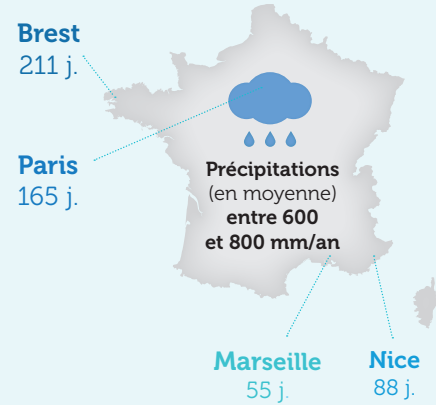 Brest
211 j.
Paris
165 j.
Précipitations
(en moyenne)
entre 600
et 800 mm/an
Marseille
55 j.
Nice
88 j.